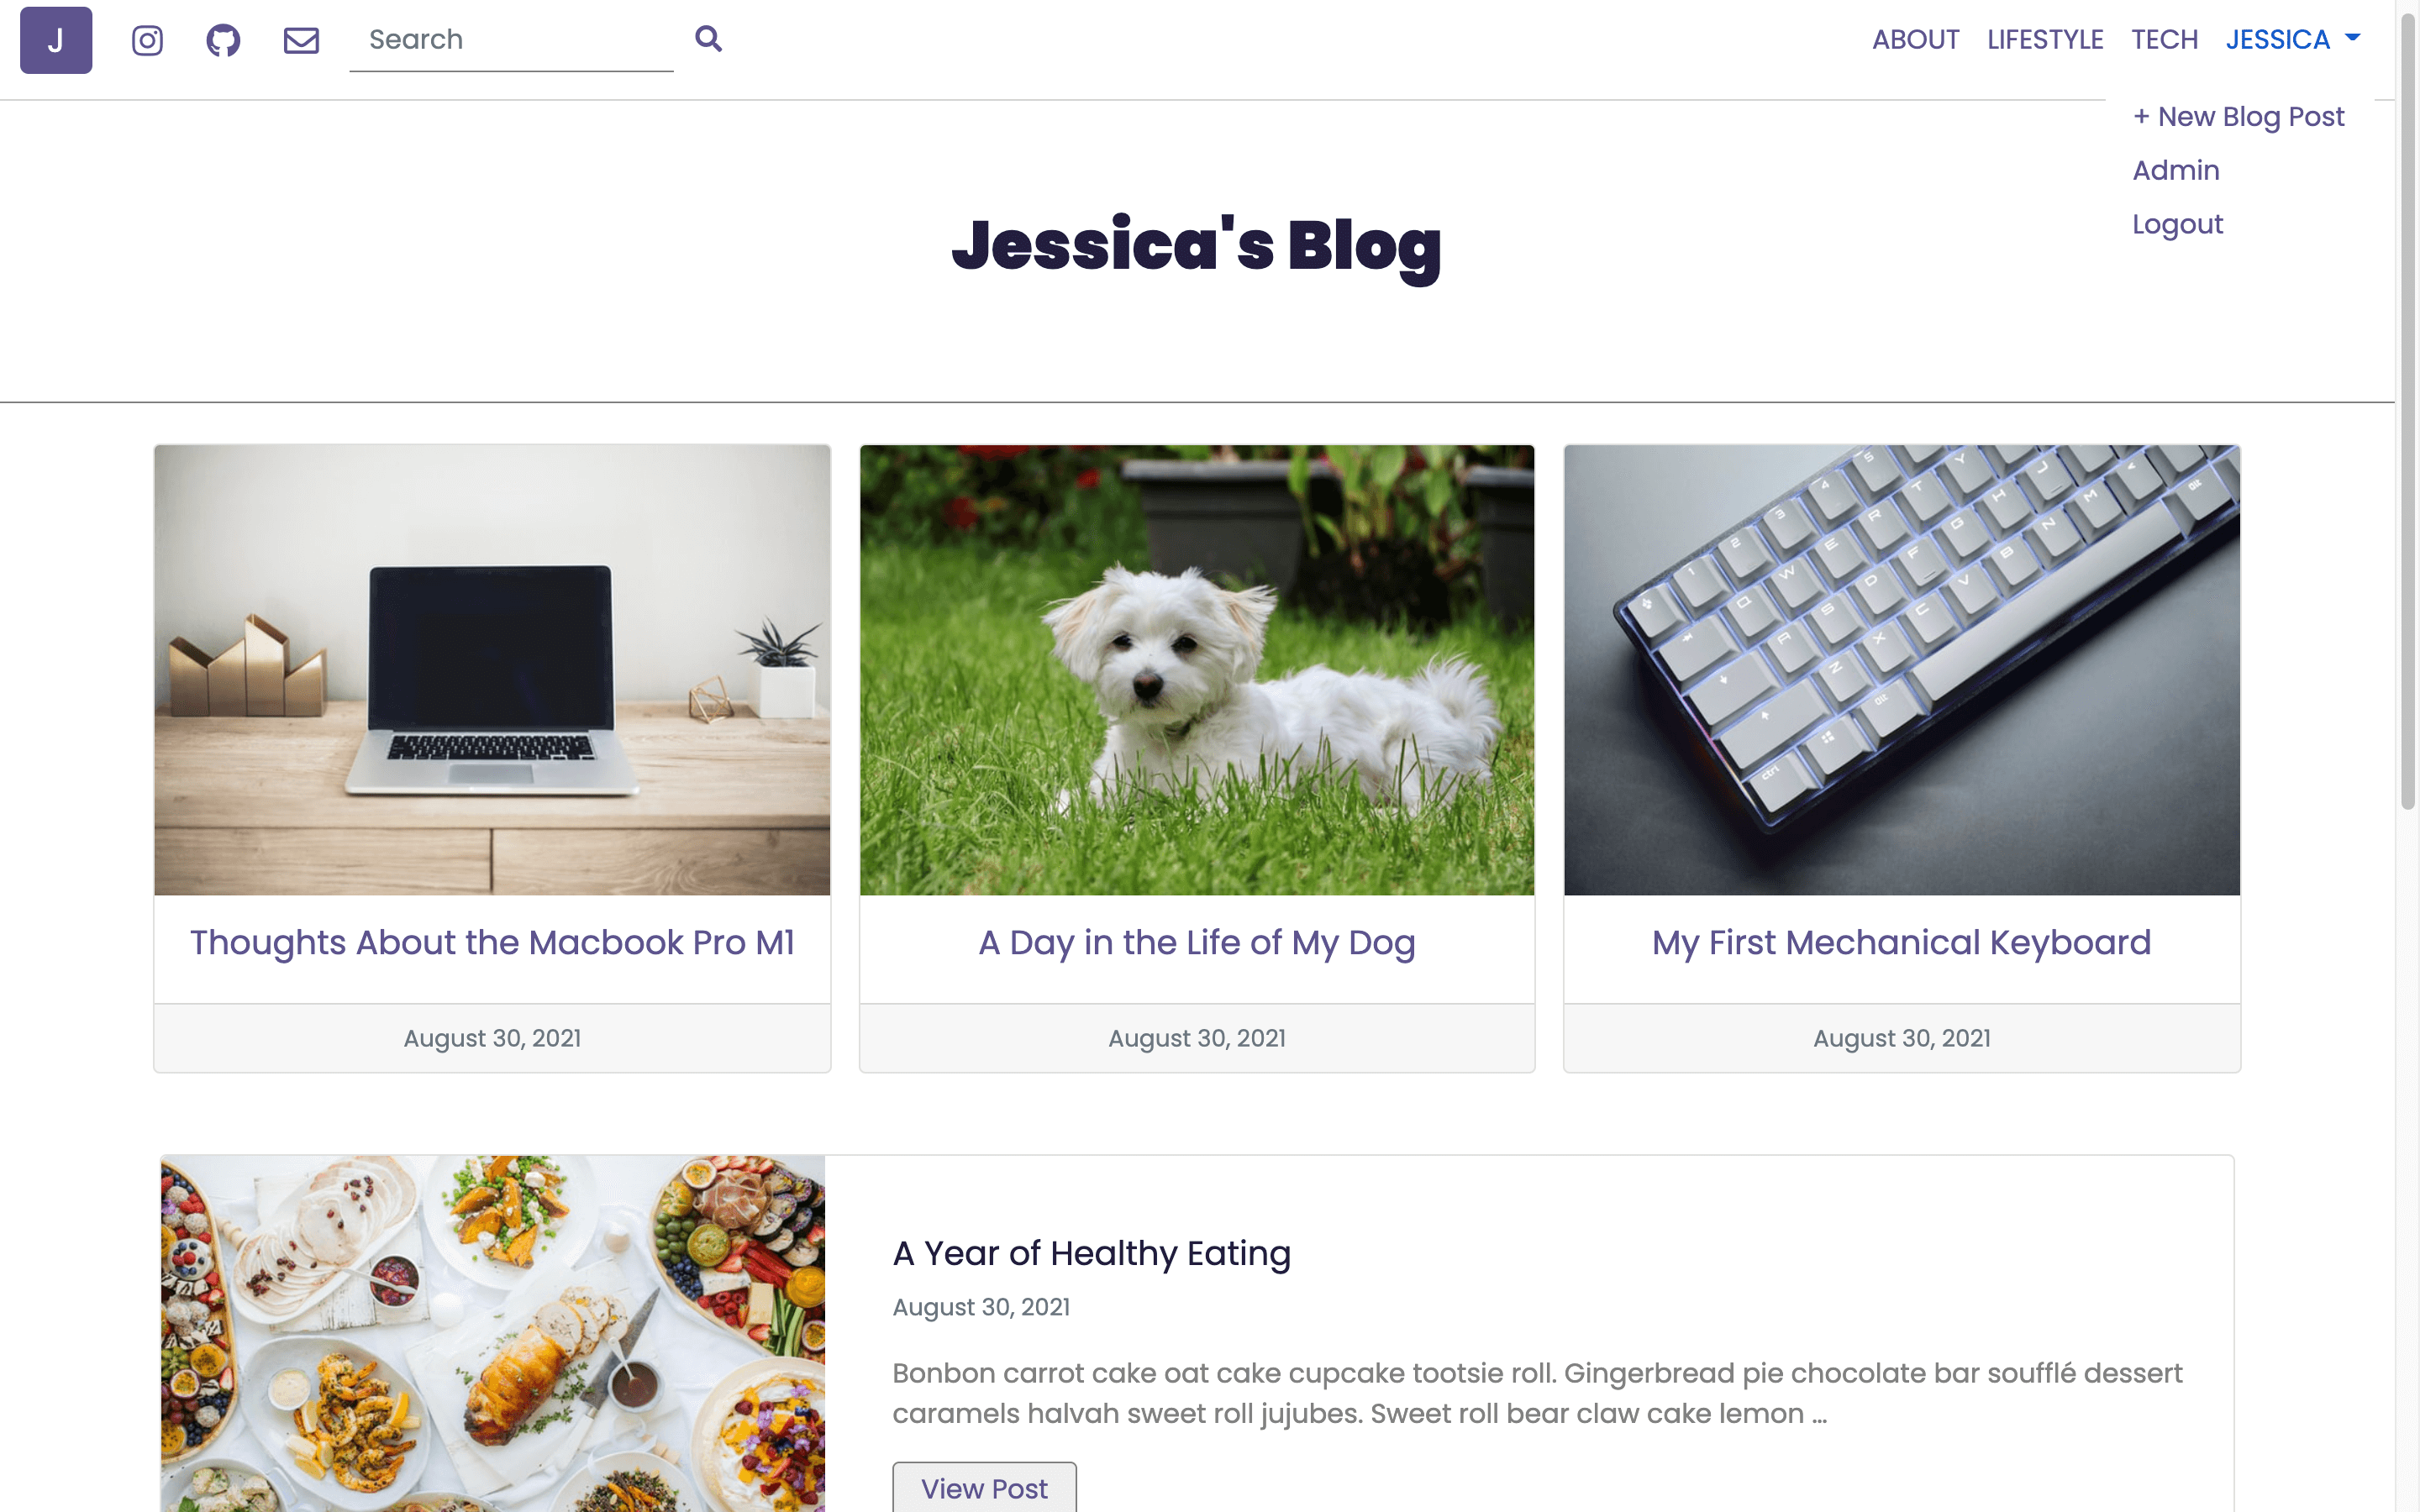 J
Search
ABOUT LIFESTYLE TECH JESSICA
+ New Blog Post
Admin
Logout
Jessica's Blog
Thoughts About the Macbook Pro M1
August 30, 2021
A Day in the Life of My Dog
August 30, 2021
My First Mechanical Keyboard
August 30, 2021
A Year of Healthy Eating
August 30, 2021
Bonbon carrot cake oat cake cupcake tootsie roll. Gingerbread pie chocolate bar soufflé dessert
caramels halvah sweet roll jujubes. Sweet roll bear claw cake lemon ...
View Post